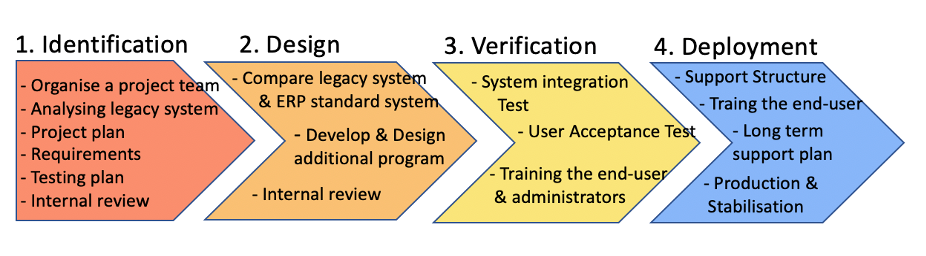 1. Identification
- Organise a project team
- Analysing legacy system
- Project plan
- Requirements
- Testing plan
- Internal review
2. Design
- Compare legacy system
& ERP standard system
- Develop & Design
additional program
- Internal review
3. Verification
- System integration
Test
- User Acceptance Test
- Training the end-user
& administrators
4. Deployment
- Support Structure
- Traing the end-user
- Long term
support plan
- Production &
Stabilisation